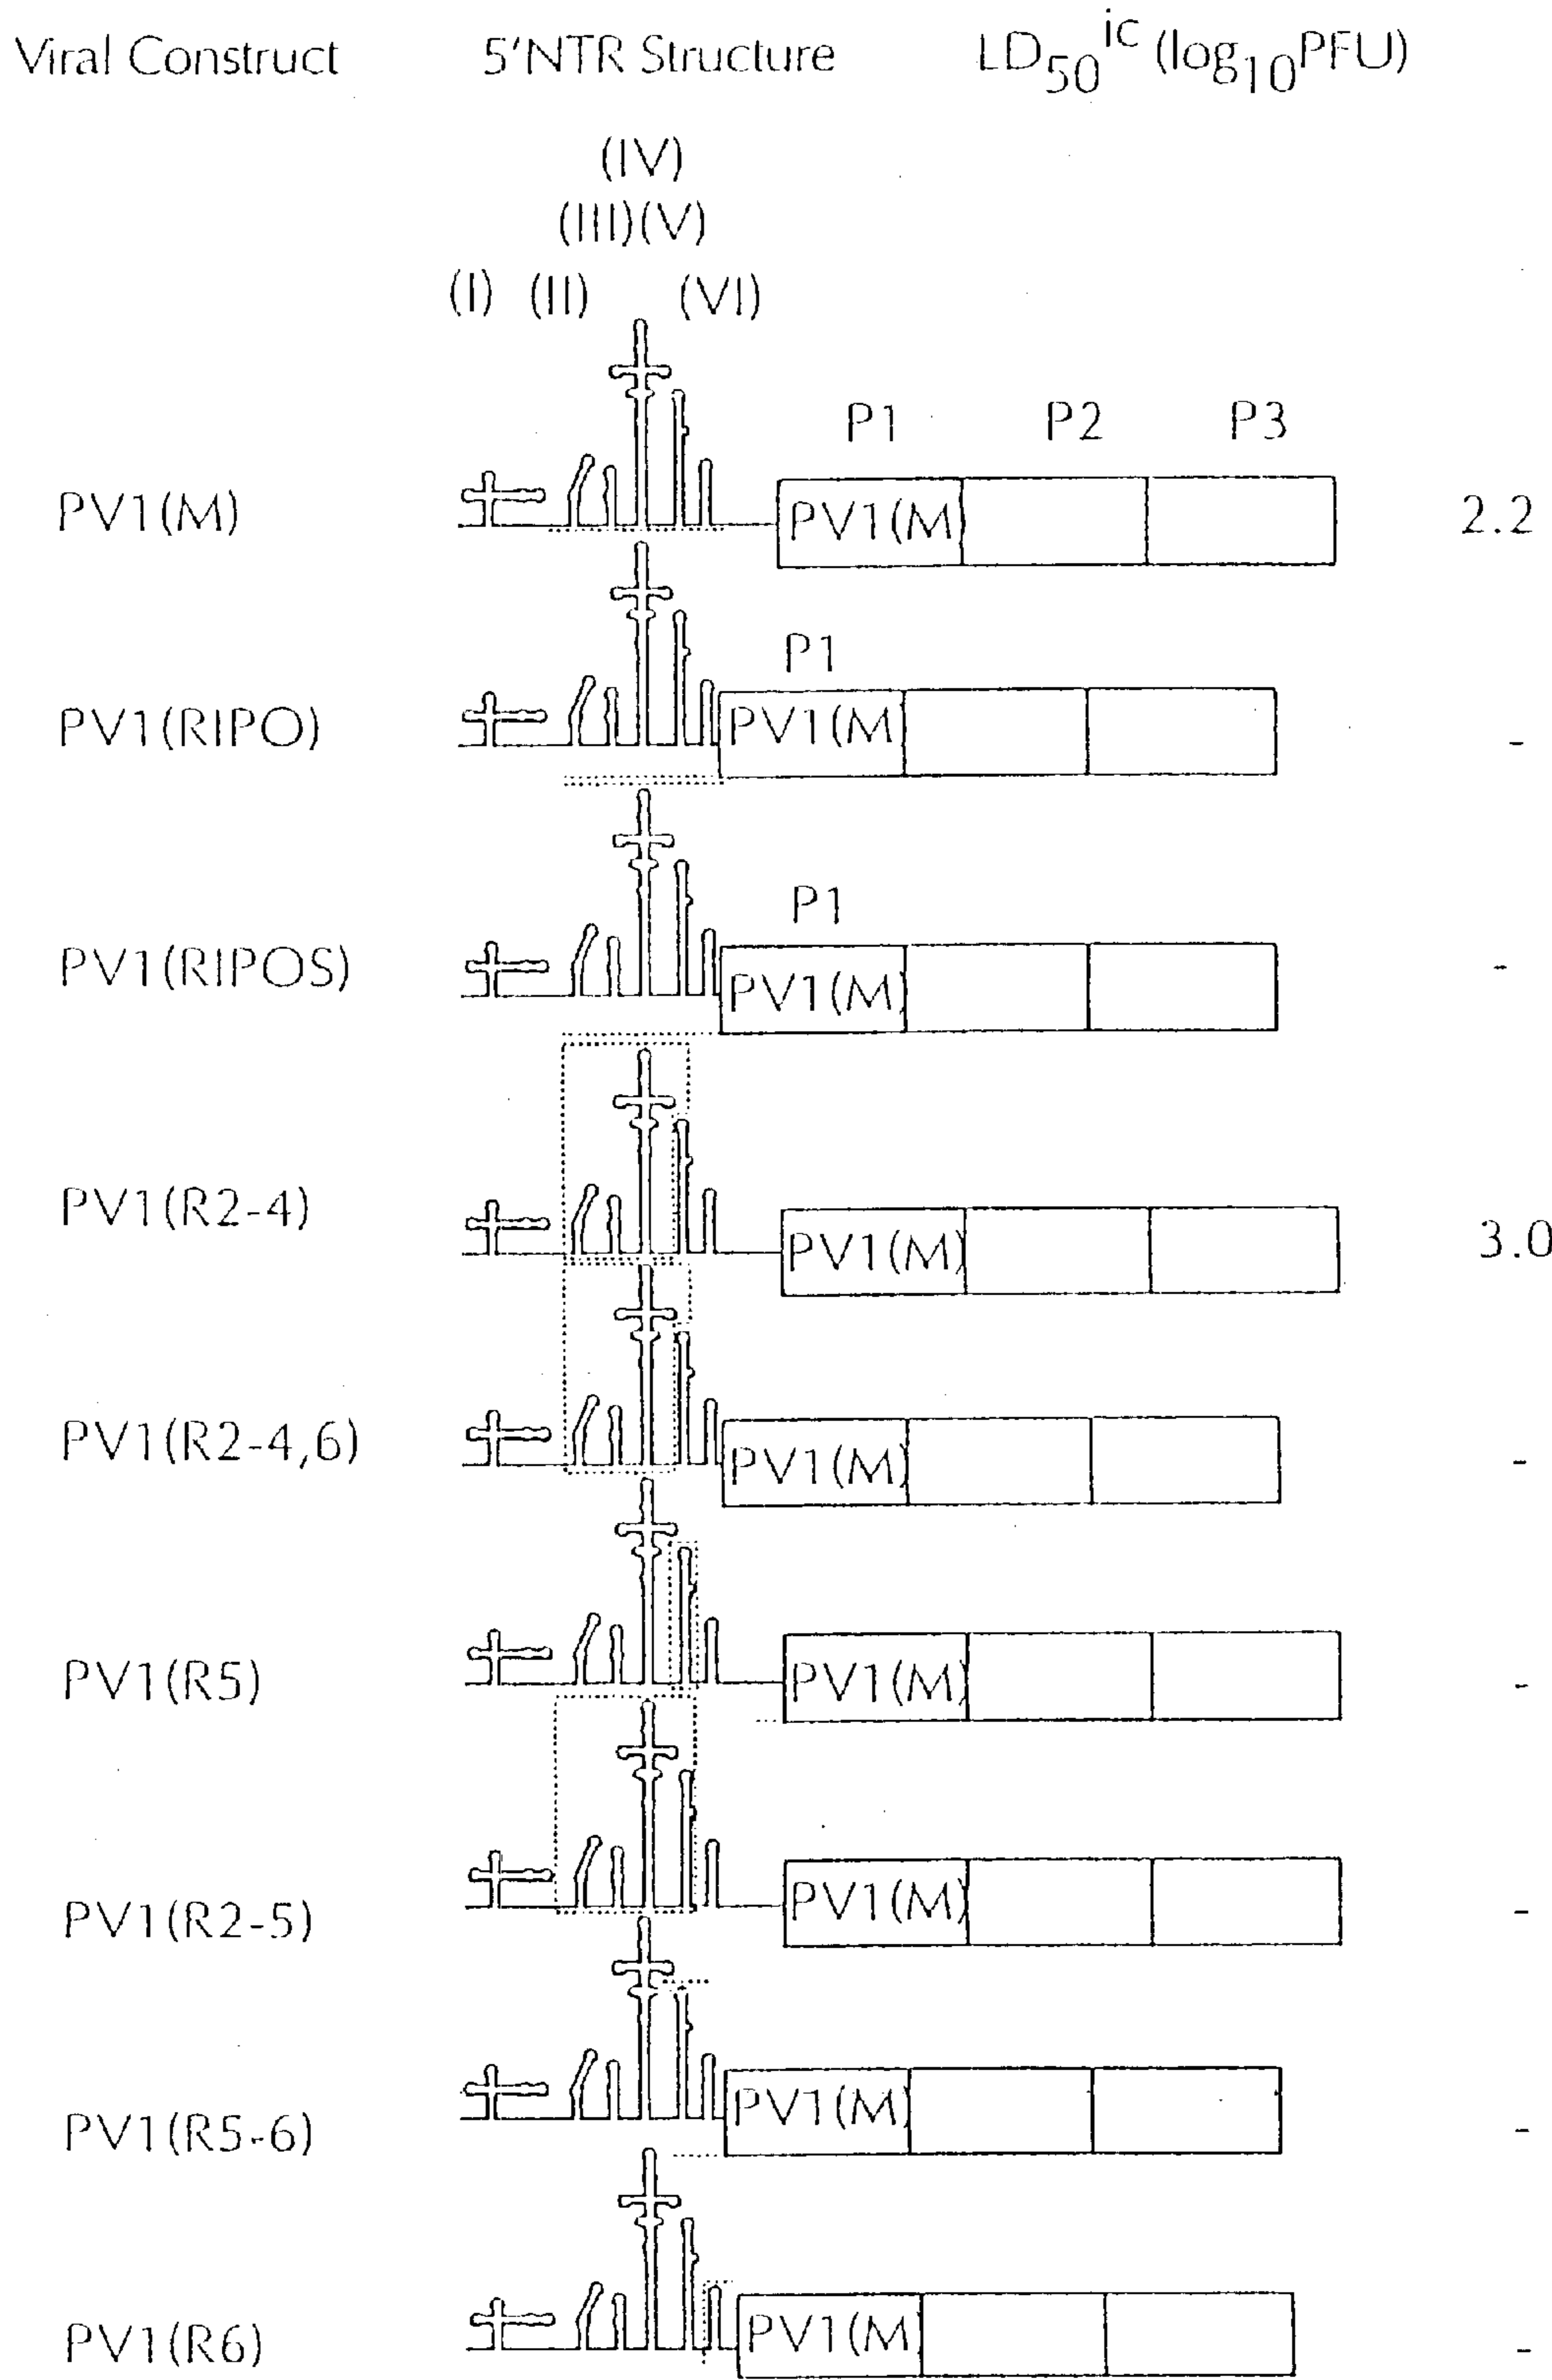 Viral Construct 5'NTR Structure LD50ic (log10PFU)
(IV)
(III)(V)
(I) (II) (VI)
P1 P2 P3
PV1(M) PV1(M 2.2
P1
PV1(RIPO) PV1(M -
P1
PV1(RIPOS) PV1(M) -
PV1(R2-4) PV1(M) 3.0
PV1(R2-4,6) PV1(M) -
PV1(R5) PV1(M) -
PV1(R2-5) PV1(M) -
PV1(R5-6) PV1(M) -
PV1(R6) PV1(M -